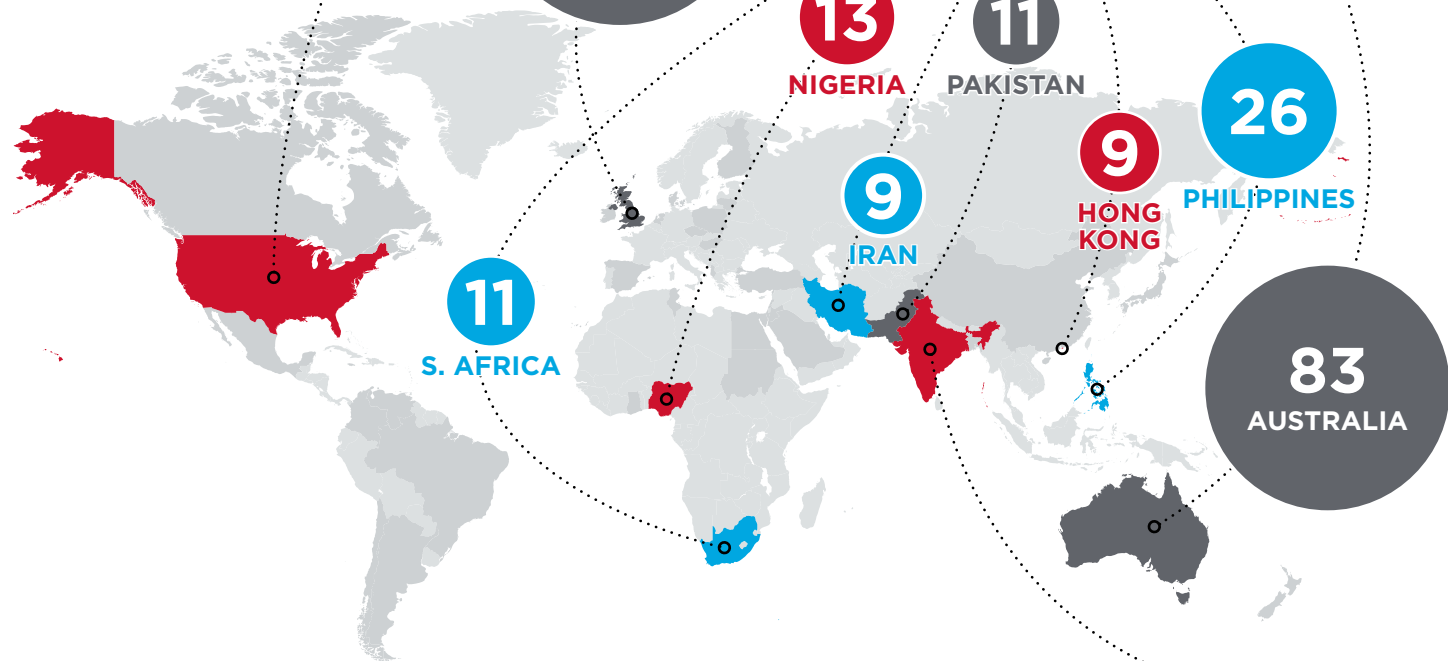 13
NIGERIA
11
PAKISTAN
26
PHILIPPINES
9
HONG
KONG
9
IRAN
11
S. AFRICA
83
AUSTRALIA